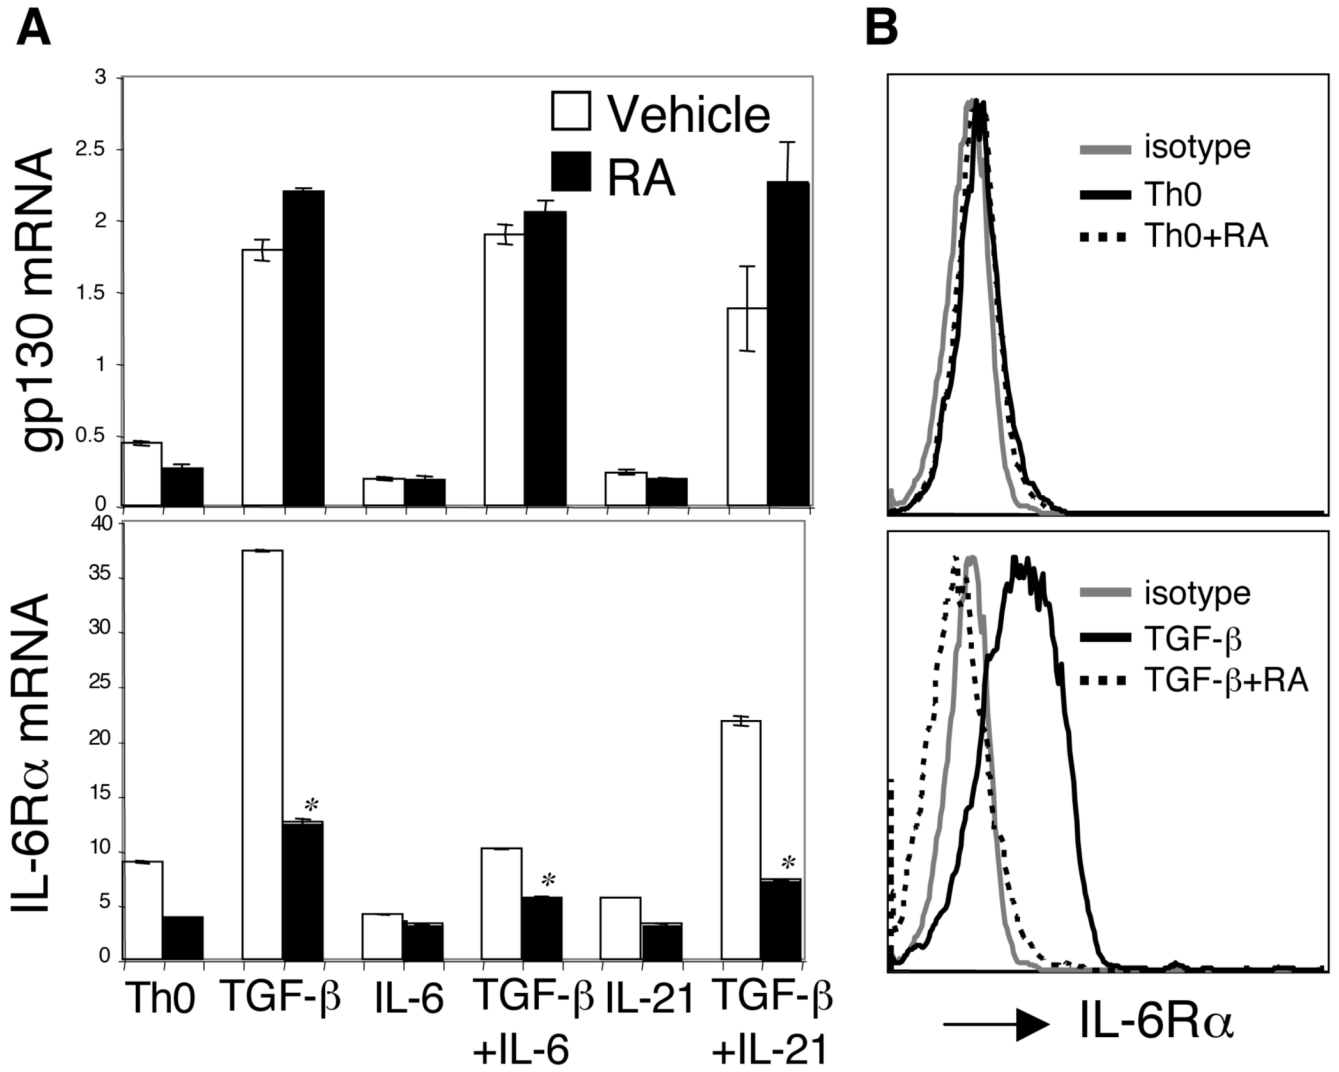 A
gp130 mRNA
3
2.5
2
1.5
1
0.5
0
Vehicle
RA
IL-6Rα mRNA
40
35
30
25
20
15
10
5
0
*
*
*
Th0
TGF-β
IL-6
TGF-β
+IL-6
IL-21
TGF-β
+IL-21
B
isotype
Th0
Th0+RA
isotype
TGF-β
TGF-β+RA
IL-6Rα